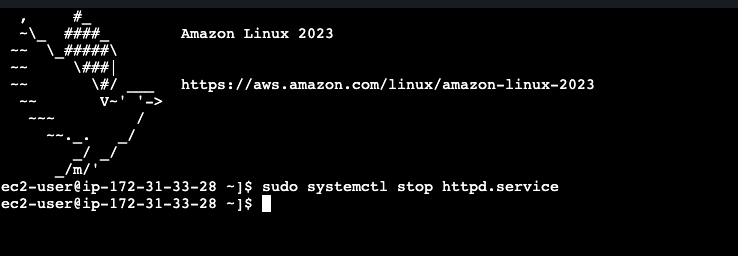 ,     #_
~\_  ####_        Amazon Linux 2023
~~  \_#####\
~~     \###|
~~       \#/ ___   https://aws.amazon.com/linux/amazon-linux-2023
~~       V~' '->
~~~         /
~~._.   _/
_/ _/
_/m/'
ec2-user@ip-172-31-33-28 ~]$ sudo systemctl stop httpd.service
ec2-user@ip-172-31-33-28 ~]$